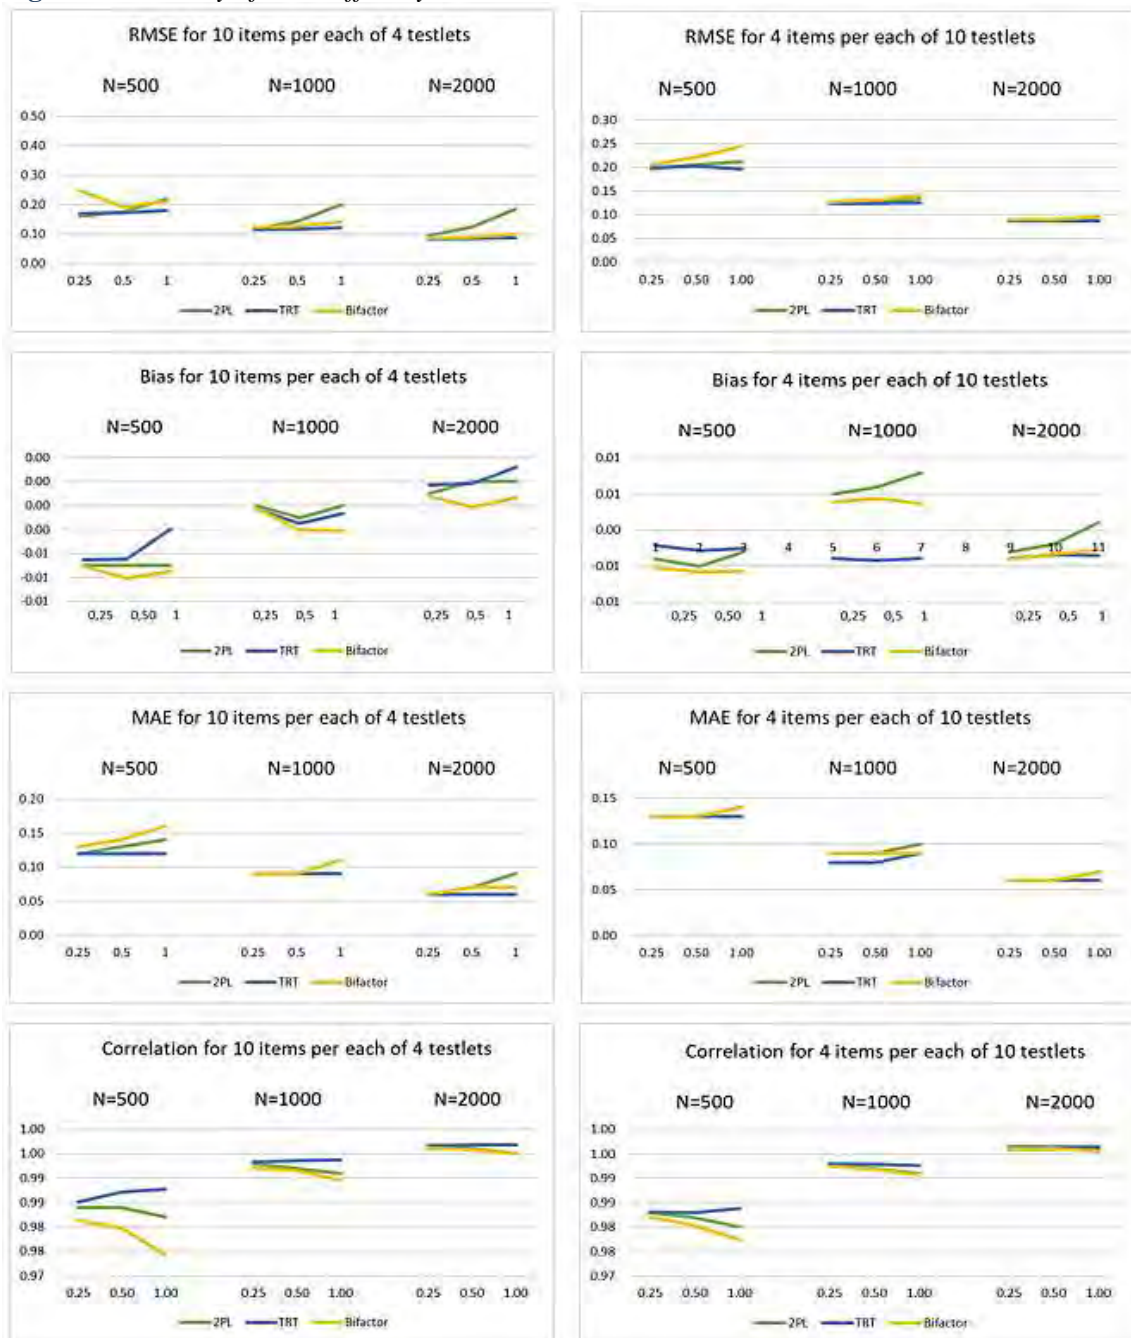 RMSE for 10 items per each of 4 testlets
N=500 N=1000 N=2000
0.50
0.40
0.30
0.20
0.10
0.00
0.25 0.5 1 0.25 0.5 1 0.25 0.5 1
2PL TRT Bifactor
RMSE for 4 items per each of 10 testlets
N=500 N=1000 N=2000
0.30
0.25
0.20
0.15
0.10
0.05
0.00
0.25 0.50 1.00 0.25 0.50 1.00 0.25 0.50 1.00
2PL TRT Bifactor
Bias for 10 items per each of 4 testlets
N=500 N=1000 N=2000
0.00
0.00
0.00
0.00
-0.01
-0.01
-0.01
0,25 0,50 1 0,25 0,5 1 0,25 0,5 1
2PL TRT Bifactor
Bias for 4 items per each of 10 testlets
N=500 N=1000 N=2000
0.01
0.01
0.00
1 2 3 4 5 6 7 8 9 10 11
-0.01
-0.01
0,25 0,50 1 0,25 0,5 1 0,25 0,5 1
2PL TRT Bifactor
MAE for 10 items per each of 4 testlets
N=500 N=1000 N=2000
0.20
0.15
0.10
0.05
0.00
0.25 0.5 1 0.25 0.5 1 0.25 0.5 1
2PL TRT Bifactor
MAE for 4 items per each of 10 testlets
N=500 N=1000 N=2000
0.15
0.10
0.05
0.00
0.25 0.50 1.00 0.25 0.50 1.00 0.25 0.50 1.00
2PL TRT Bifactor
Correlation for 10 items per each of 4 testlets
N=500 N=1000 N=2000
1.00
1.00
0.99
0.99
0.98
0.98
0.97
0.25 0.50 1.00 0.25 0.50 1.00 0.25 0.50 1.00
2PL TRT Bifactor
Correlation for 4 items per each of 10 testlets
N=500 N=1000 N=2000
1.00
1.00
0.99
0.99
0.98
0.98
0.97
0.25 0.50 1.00 0.25 0.50 1.00 0.25 0.50 1.00
2PL TRT Bifactor